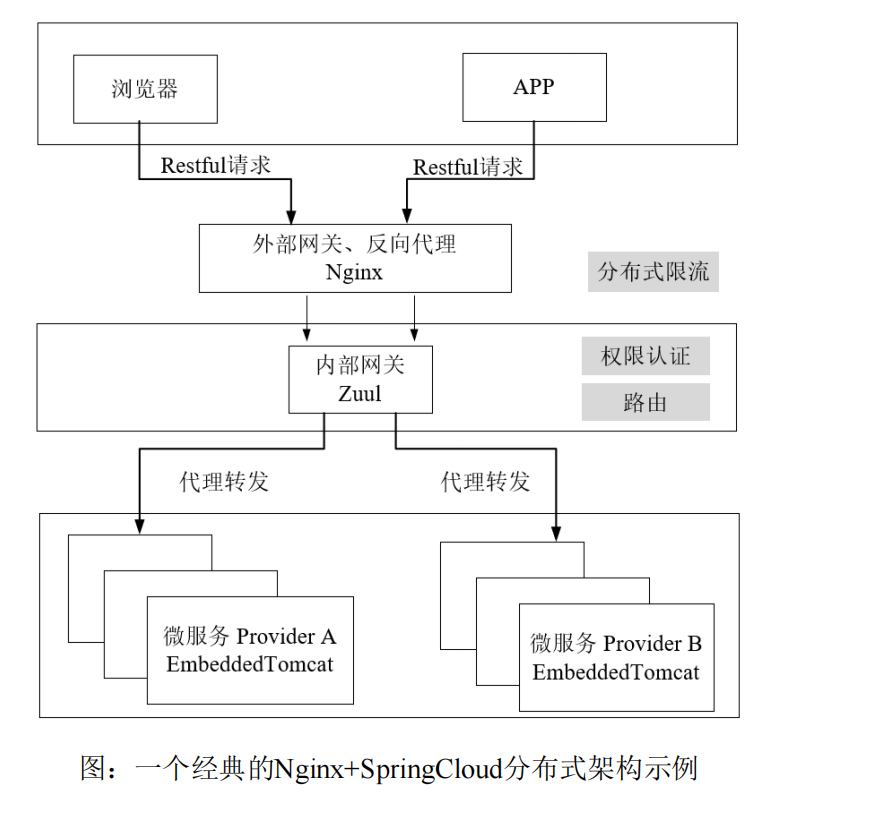 浏览器
APP
Restful请求
Restful请求
外部网关、反向代理
Nginx
分布式限流
内部网关
Zuul
权限认证
路由
代理转发
代理转发
微服务 Provider A
EmbeddedTomcat
微服务 Provider B
EmbeddedTomcat
图：一个经典的Nginx+SpringCloud分布式架构示例